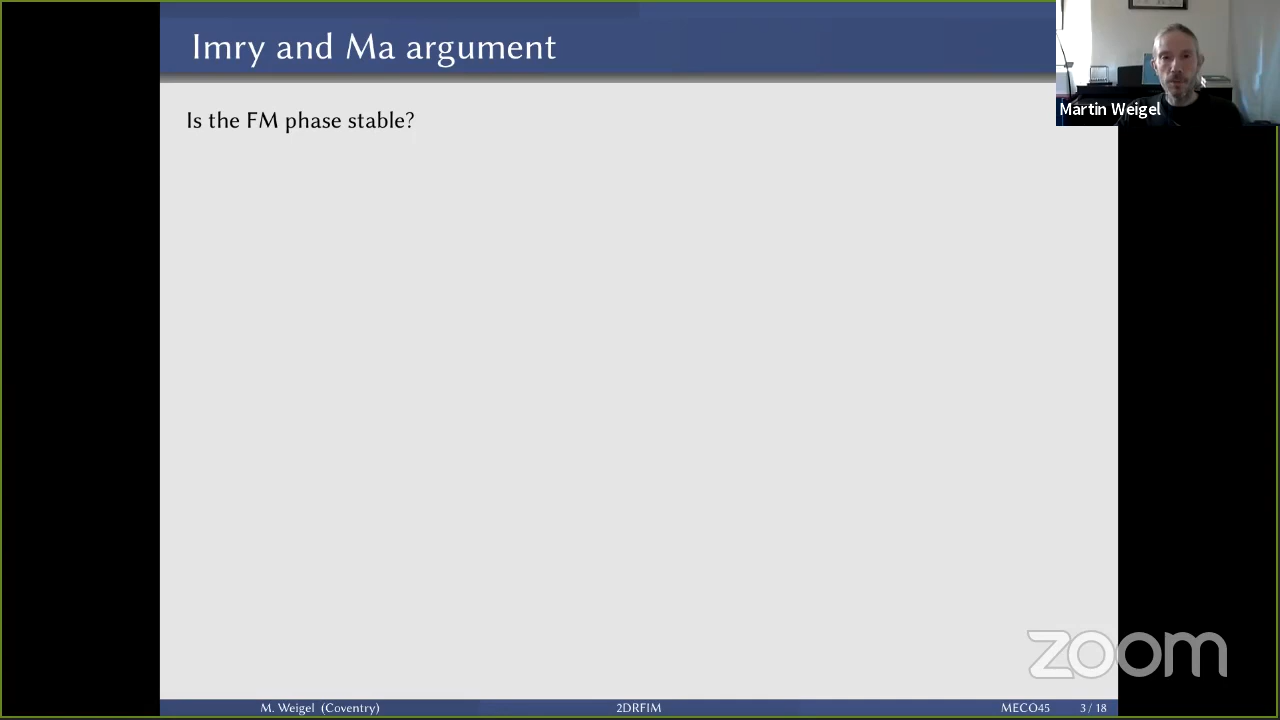 Imry and Ma argument
Martin Weigel
Is the FM phase stable?
zoom
M. Weigel (Coventry) 2DRFIM MECO45 3 / 18